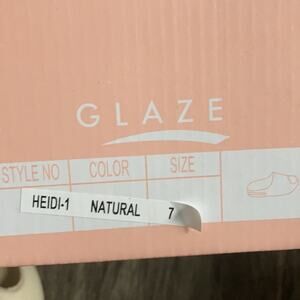 GLAZE
STYLE NO COLOR SIZE
HEIDI-1 NATURAL 7